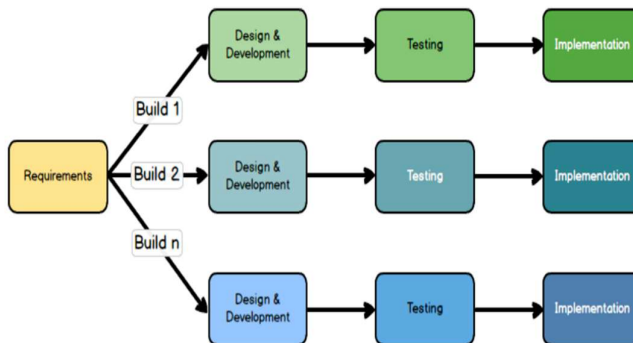 Design &
Development
Testing
Implementation
Build 1
Requirements
Build 2
Design &
Development
Testing
Implementation
Build n
Design &
Development
Testing
Implementation